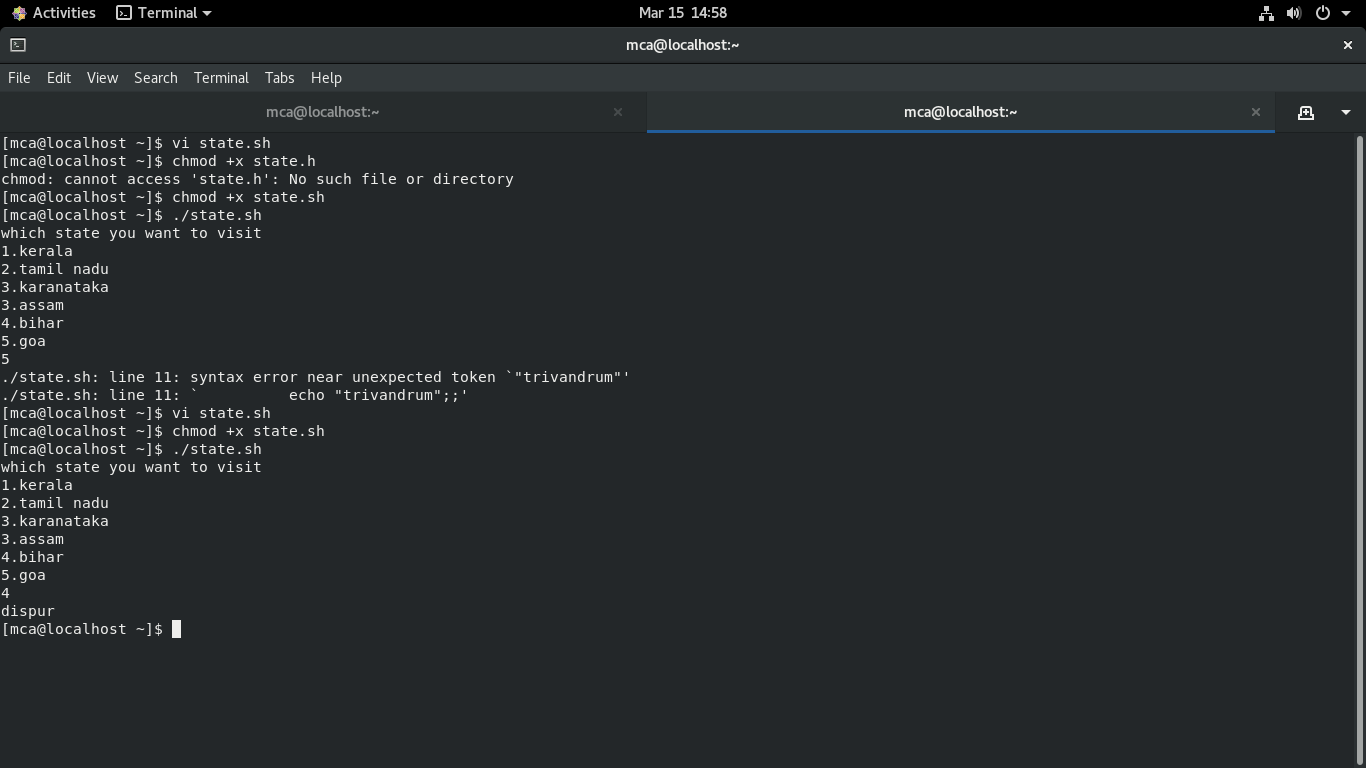 Activities Terminal Mar 15 14:58
mca@localhost:~
File Edit View Search Terminal Tabs Help
mca@localhost:~ mca@localhost:~
[mca@localhost ~]$ vi state.sh
[mca@localhost ~]$ chmod +x state.h
chmod: cannot access 'state.h': No such file or directory
[mca@localhost ~]$ chmod +x state.sh
[mca@localhost ~]$ ./state.sh
which state you want to visit
1.kerala
2.tamil nadu
3.karanataka
3.assam
4.bihar
5.goa
5
./state.sh: line 11: syntax error near unexpected token `"trivandrum"'
./state.sh: line 11: `          echo "trivandrum";;'
[mca@localhost ~]$ vi state.sh
[mca@localhost ~]$ chmod +x state.sh
[mca@localhost ~]$ ./state.sh
which state you want to visit
1.kerala
2.tamil nadu
3.karanataka
3.assam
4.bihar
5.goa
4
dispur
[mca@localhost ~]$